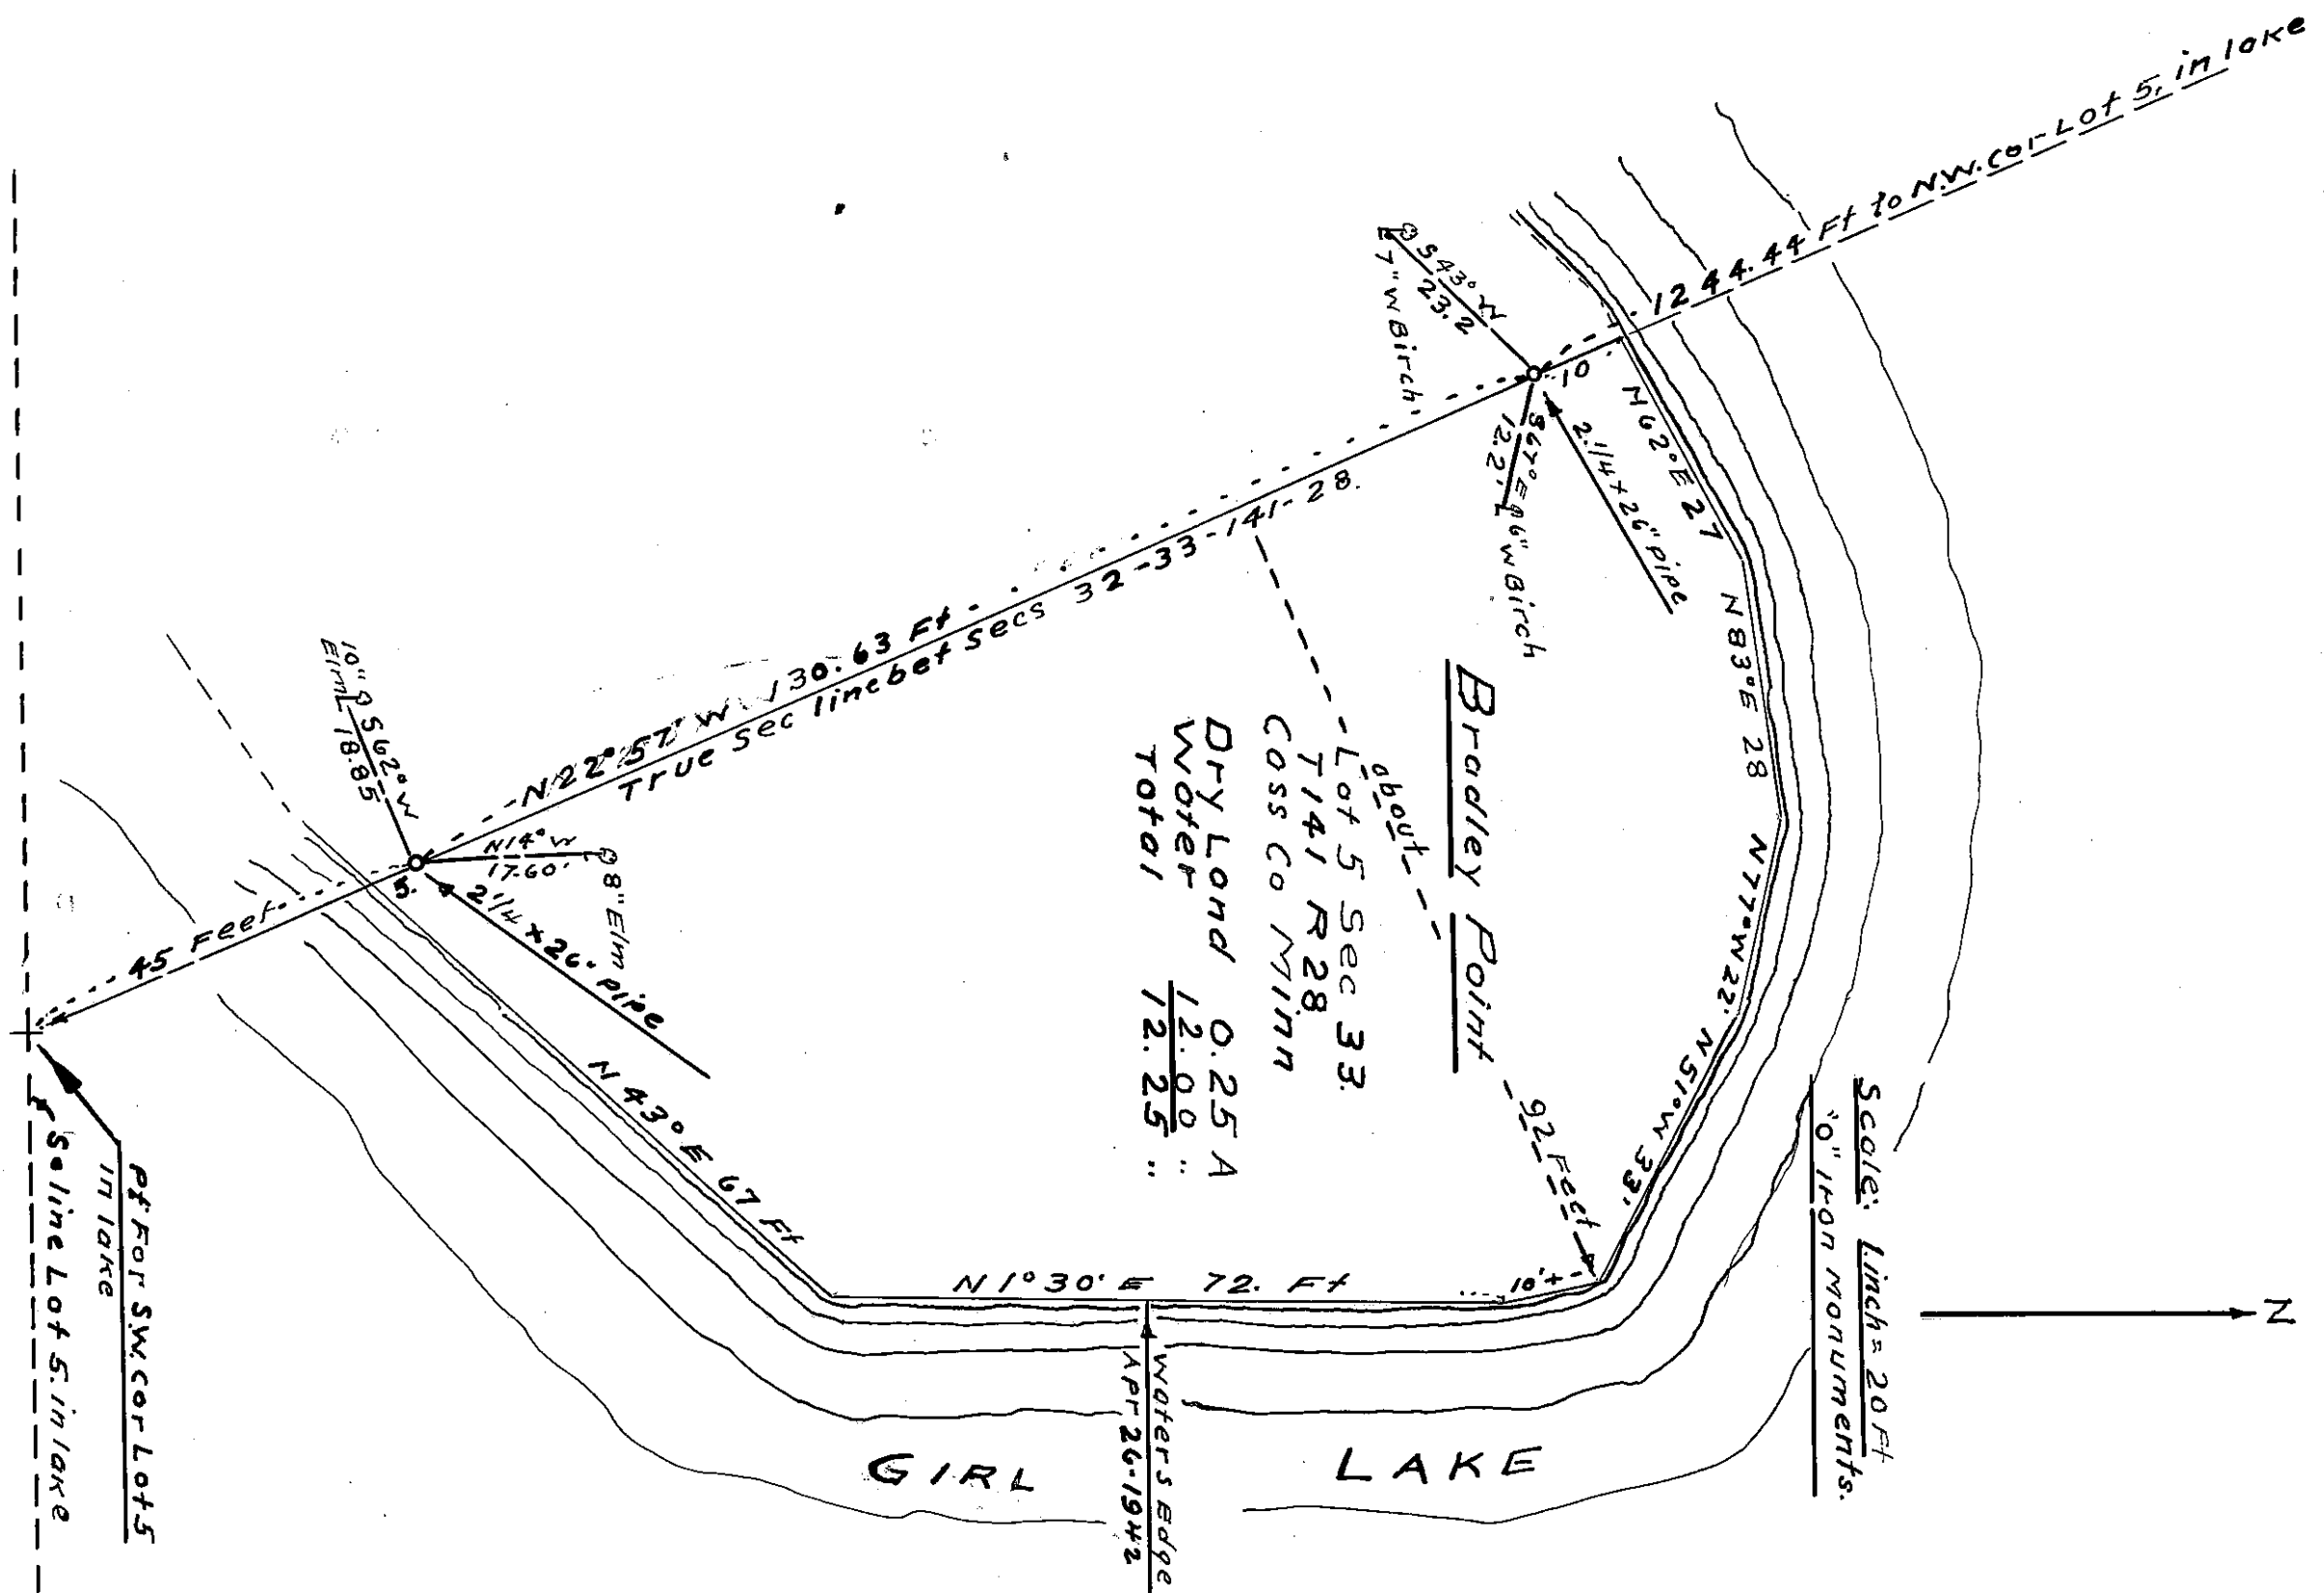 1244.44 Ft to N.W. cor Lot 5, in lake
S 43° W
23.2
7" W Birch
10'
S 67° E
12.2
6" W Birch
2 1/4 x 26" pipe
N 62° E 27
N 83° E 28
N 77° W 22.
N 51° W 33'
N 22° 57' W 130.63 Ft
True sec line bet secs 32-33-141-28.
Bradley Point
about
92 Feet
Lot 5 Sec 33.
T 141 R 28
Cass Co Minn
Dry Land 0.25 A
Water 12.00 "
Total 12.25 "
10" Elm
S 62° W
18.85
N 14° W
17.60'
8" Elm
5.
2 1/4 x 26" pipe
45 Feet
N 43° E 67 Ft
N 1° 30' E 72. Ft
10'+
Waters Edge
Apr, 26-1942
GIRL LAKE
Scale: 1 inch = 20 Ft
"o" Iron Monuments.
N
Pt For S.W. cor Lot 5
in lake
So line Lot 5. in lake